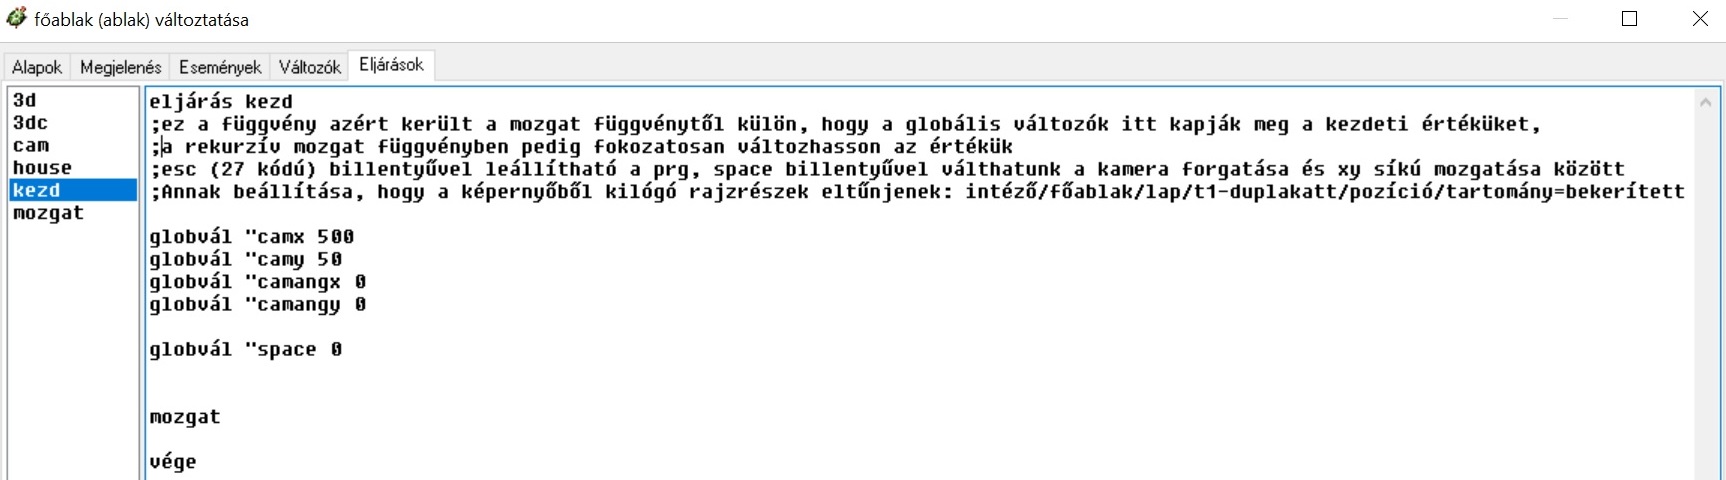 főablak (ablak) változtatása
Alapok Megjelenés Események Változók Eljárások
3d
3dc
cam
house
kezd
mozgat
eljárás kezd
;ez a függvény azért került a mozgat függvénytől külön, hogy a globális változók itt kapják meg a kezdeti értéküket,
;a rekurzív mozgat függvényben pedig fokozatosan változhasson az értékük
;esc (27 kódú) billentyűvel leállítható a prg, space billentyűvel válthatunk a kamera forgatása és xy síkú mozgatása között
;Annak beállítása, hogy a képernyőből kilógó rajzrészek eltűnjenek: intéző/főablak/lap/t1-duplakatt/pozíció/tartomány=bekerített
globvál "camx 500
globvál "camy 50
globvál "camangx 0
globvál "camangy 0
globvál "space 0
mozgat
vége